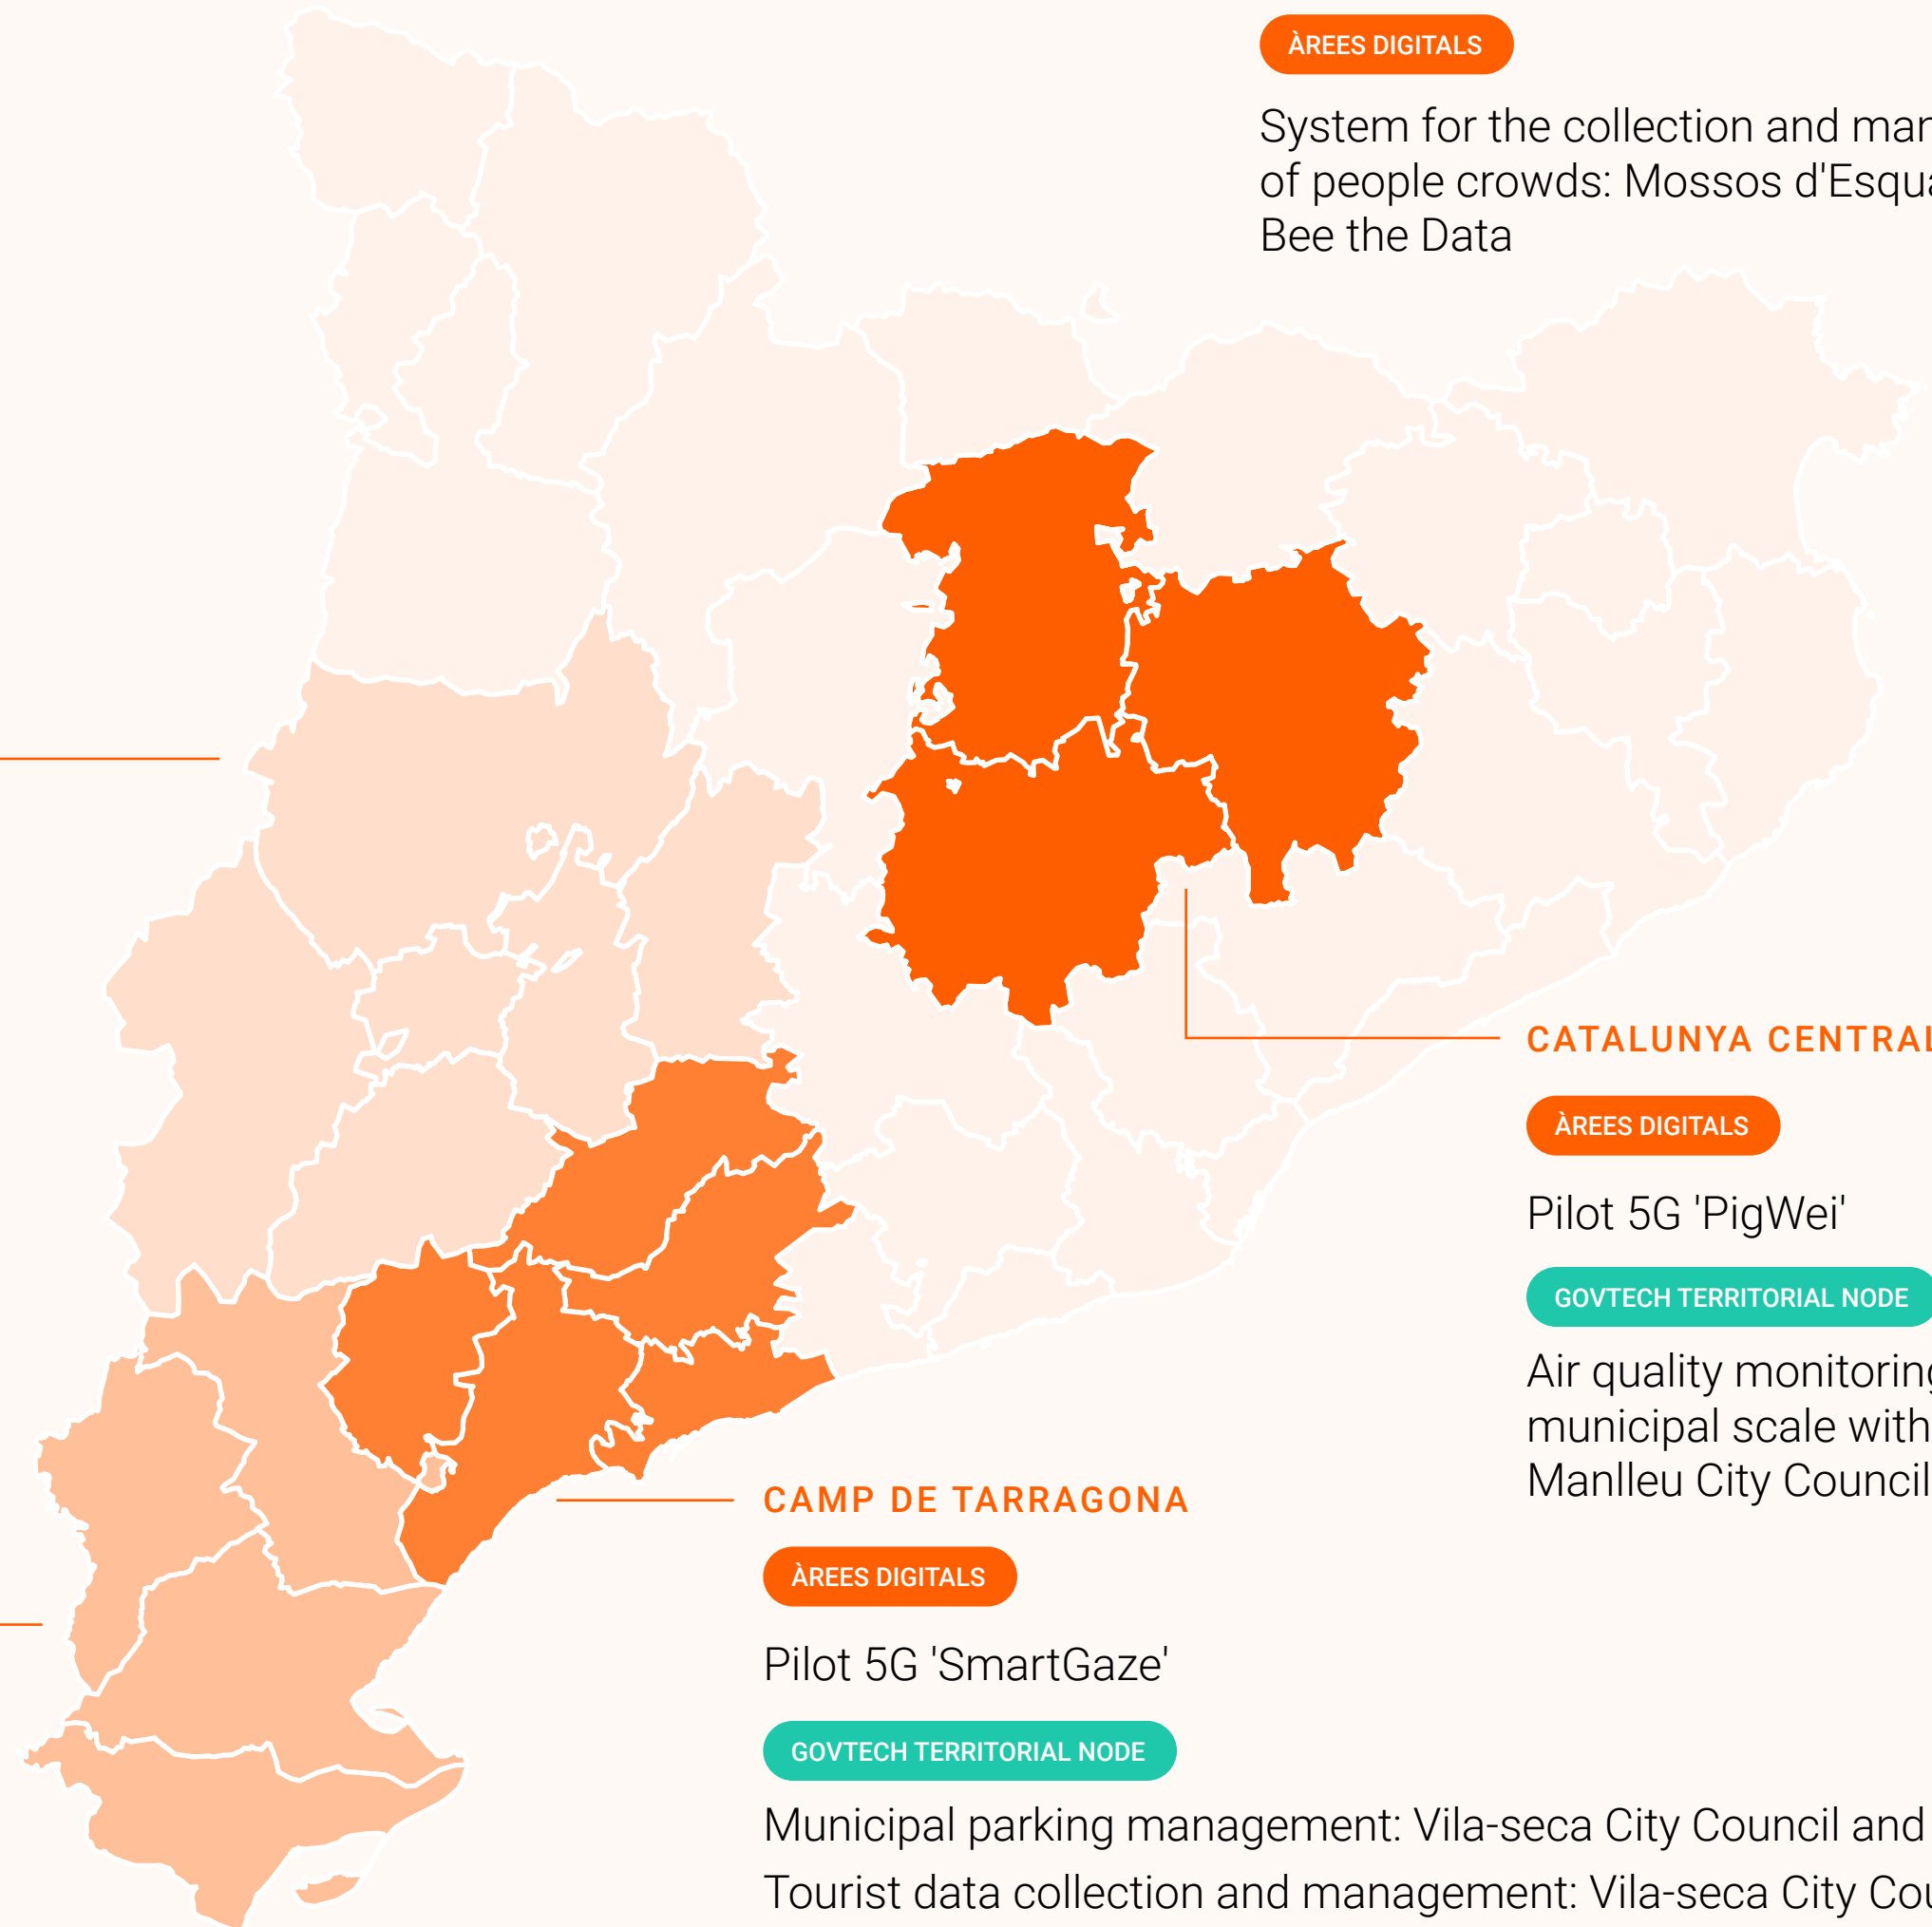 ÀREES DIGITALS
System for the collection and
of people crowds: Mossos
Bee the Data
CATALUNYA CENTRAL
ÀREES DIGITALS
Pilot 5G 'PigWei'
GOVTECH TERRITORIAL NODE
Air quality monitoring
municipal scale with
Manlleu City Council
CAMP DE TARRAGONA
ÀREES DIGITALS
Pilot 5G 'SmartGaze'
GOVTECH TERRITORIAL NODE
Municipal parking management: Vila-seca City Council and
Tourist data collection and management: Vila-seca City